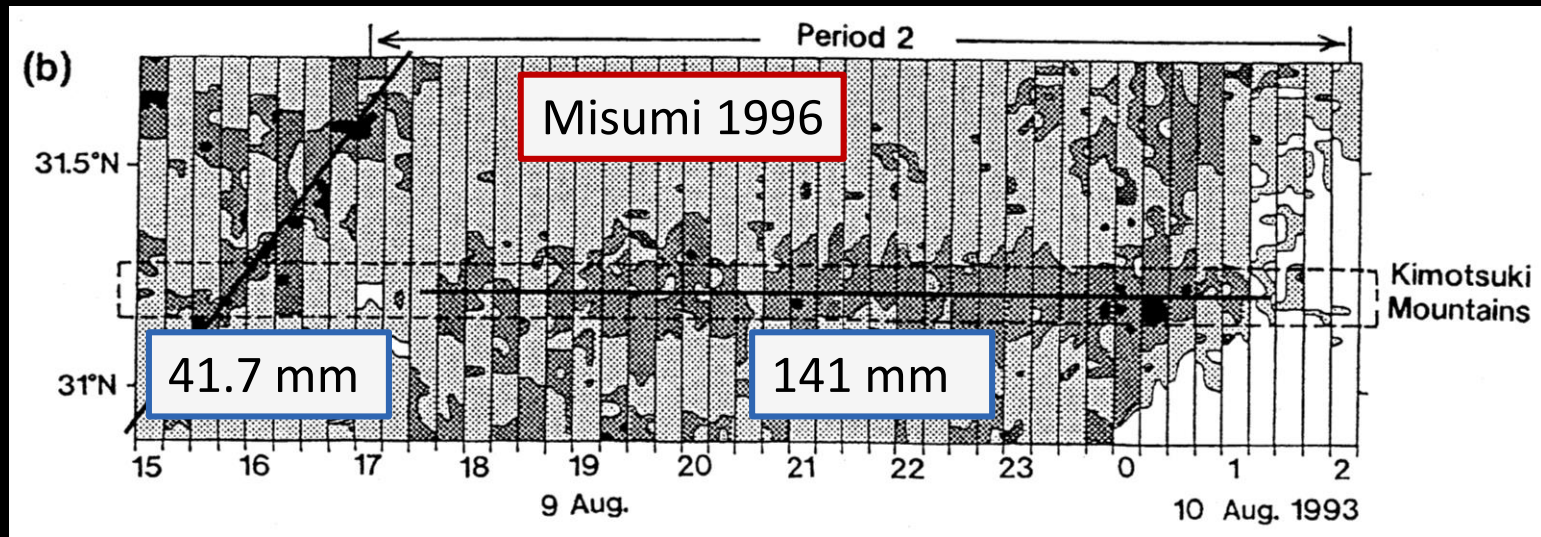 Period 2
(b)
Misumi 1996
31.5°N
Kimotsuki
Mountains
41.7 mm
141 mm
31°N
15 16 17 18 19 20 21 22 23 0 1 2
9 Aug.
10 Aug. 1993